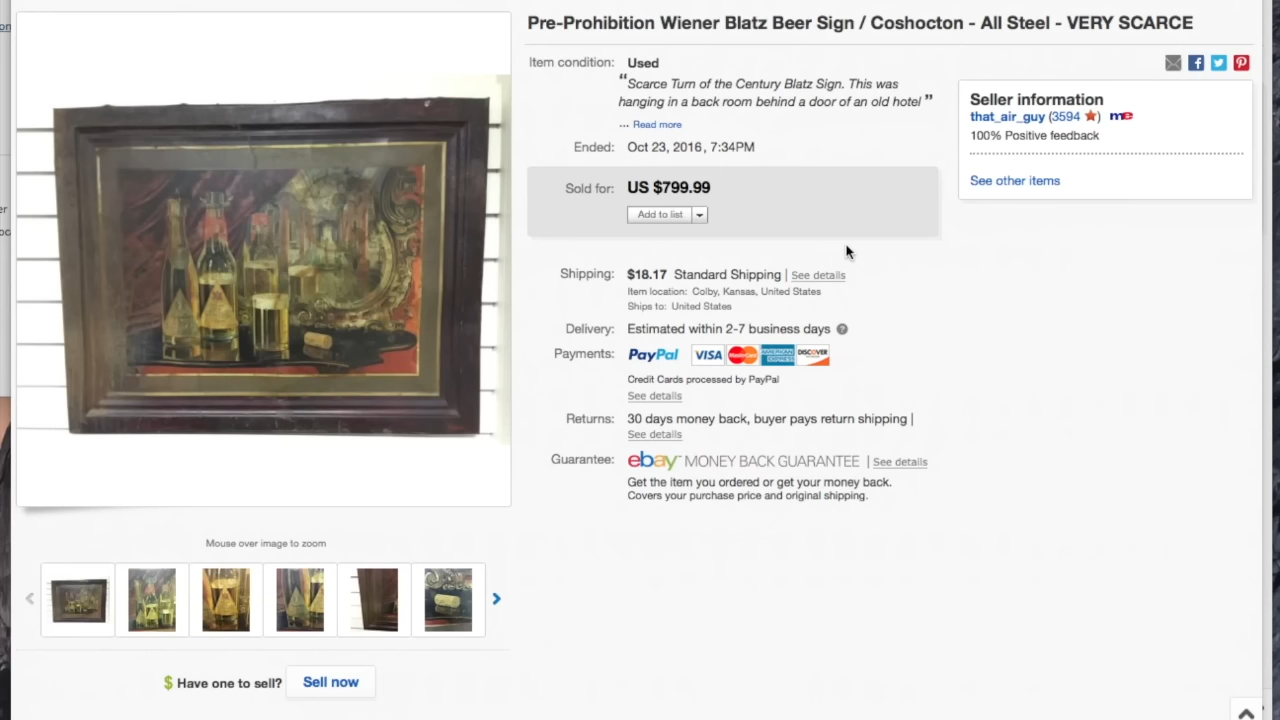 Pre-Prohibition Wiener Blatz Beer Sign / Coshocton - All Steel - VERY SCARCE
Item condition: Used
“Scarce Turn of the Century Blatz Sign. This was
hanging in a back room behind a door of an old hotel ”
... Read more
Ended: Oct 23, 2016 , 7:34PM
Sold for: US $799.99
Add to list
Shipping: $18.17 Standard Shipping | See details
Item location: Colby, Kansas, United States
Ships to: United States
Delivery: Estimated within 2-7 business days ?
Payments: PayPal VISA MasterCard AMERICAN EXPRESS DISCOVER
Credit Cards processed by PayPal
See details
Returns: 30 days money back, buyer pays return shipping |
See details
Guarantee: ebay MONEY BACK GUARANTEE | See details
Get the item you ordered or get your money back.
Covers your purchase price and original shipping.
Seller information
that_air_guy (3594 ) me
100% Positive feedback
See other items
Mouse over image to zoom
$ Have one to sell? Sell now